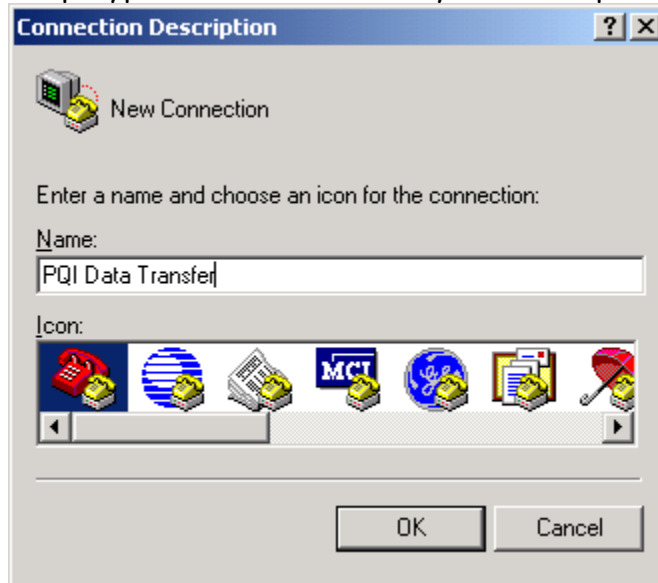 Connection Description
New Connection
Enter a name and choose an icon for the connection:
Name:
PQI Data Transfer
Icon:
MCI
OK Cancel